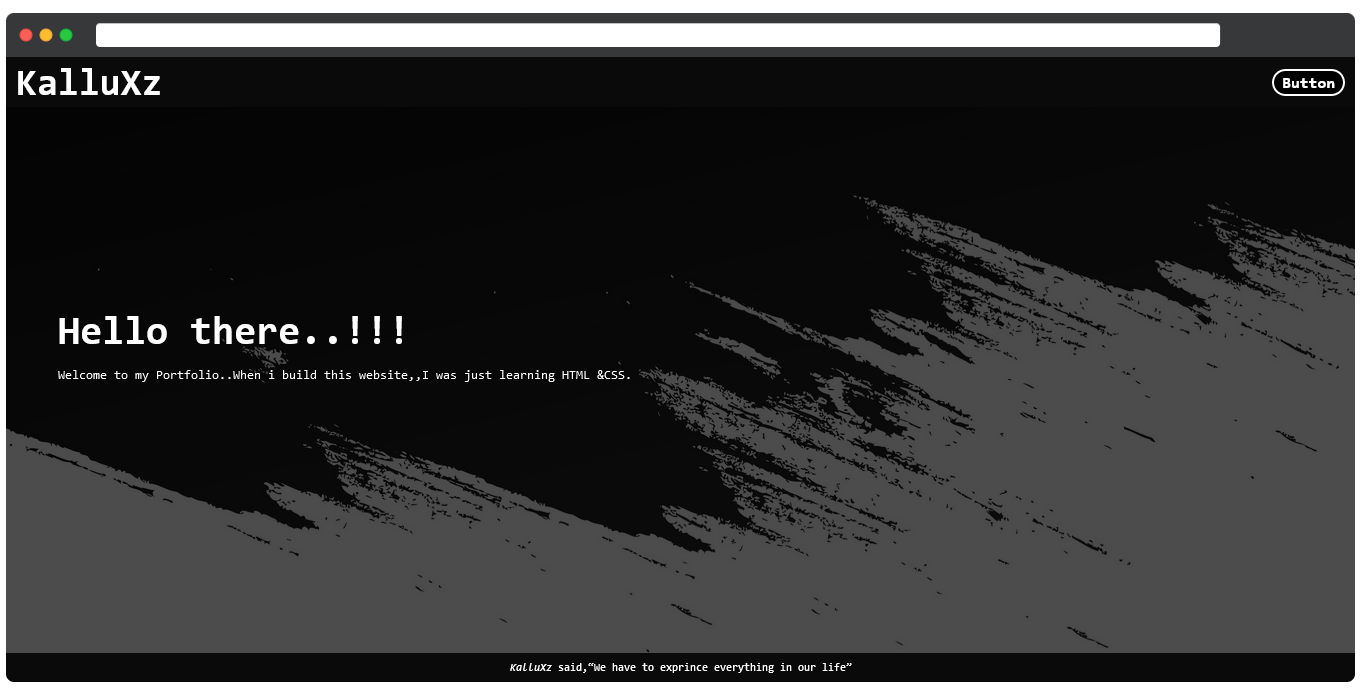 KalluXz
Button
Hello there..!!!
Welcome to my Portfolio..When i build this website,,I was just learning HTML &CSS.
KalluXz said,“We have to exprince everything in our life”